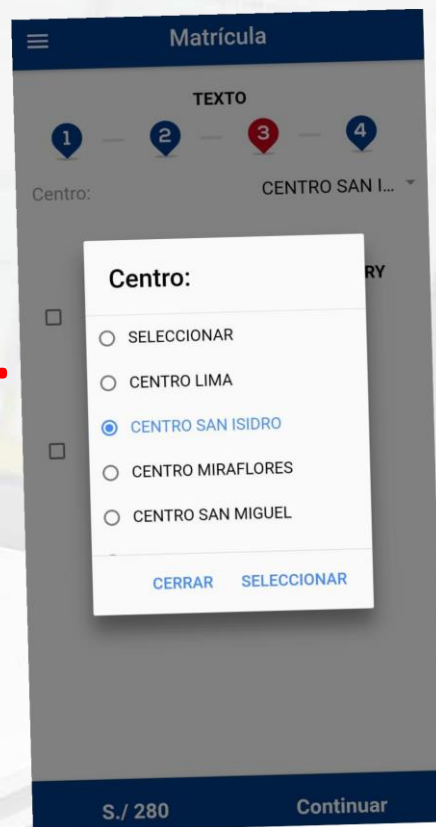 Matrícula
TEXTO
1 2 3 4
Centro: CENTRO SAN I...
RY
Centro:
SELECCIONAR
CENTRO LIMA
CENTRO SAN ISIDRO
CENTRO MIRAFLORES
CENTRO SAN MIGUEL
CERRAR SELECCIONAR
S./ 280 Continuar